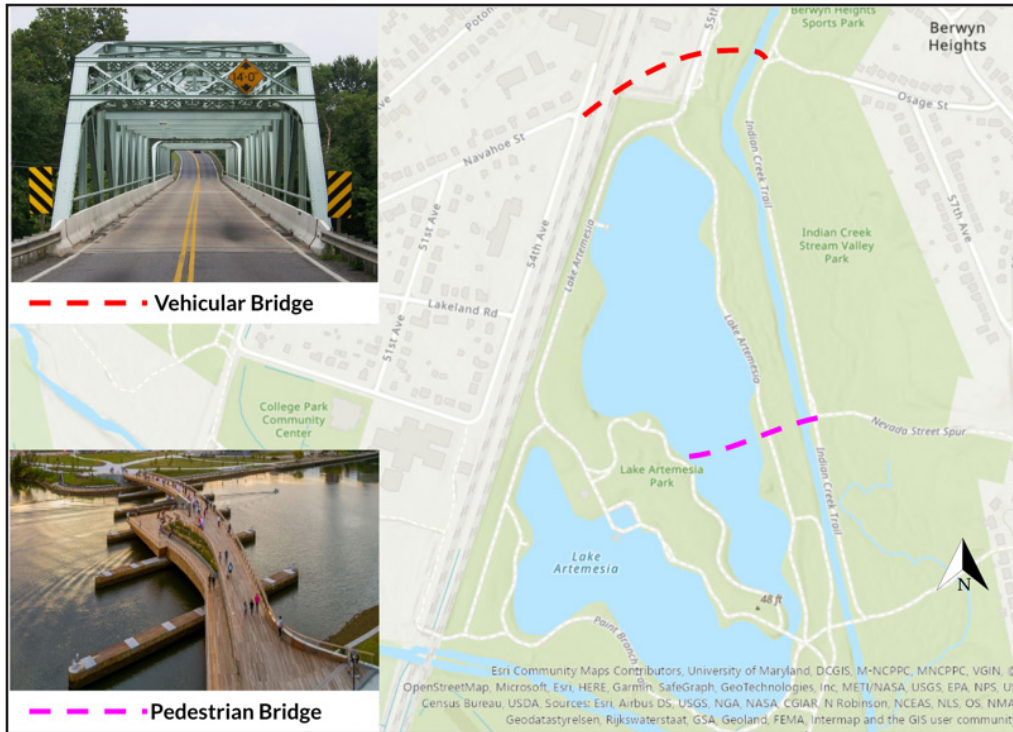 14'-0"
Vehicular Bridge
Pedestrian Bridge
Berwyn Heights
Sports Park
Berwyn
Heights
55th Ave
Osage St
Navahoe St
Indian Creek Trail
57th Ave
51st Ave
54th Ave
Lake Artemesia
Indian Creek
Stream Valley
Park
Lakeland Rd
51st Ave
Lake Artemesia
College Park
Community
Center
Nevada Street Spur
Lake Artemesia
Park
Indian Creek Trail
Lake
Artemesia
N
48 ft
Paint Branch
Esri Community Maps Contributors, University of Maryland, DCGIS, M-NCPPC, MNCPPC, VGIN, ©
OpenStreetMap, Microsoft, Esri, HERE, Garmin, SafeGraph, GeoTechnologies, Inc, METI/NASA, USGS, EPA, NPS, US
Census Bureau, USDA, Sources: Esri, Airbus DS, USGS, NGA, NASA, CGIAR, N Robinson, NCEAS, NLS, OS, NMA,
Geodatastyrelsen, Rijkswaterstaat, GSA, Geoland, FEMA, Intermap and the GIS user community